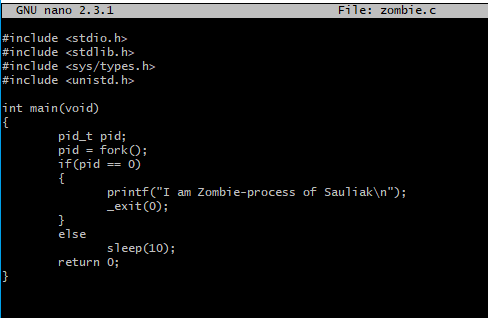 GNU nano 2.3.1 File: zombie.c
#include <stdio.h>
#include <stdlib.h>
#include <sys/types.h>
#include <unistd.h>
int main(void)
{
pid_t pid;
pid = fork();
if(pid == 0)
{
printf("I am Zombie-process of Sauliak\n");
_exit(0);
}
else
sleep(10);
return 0;
}